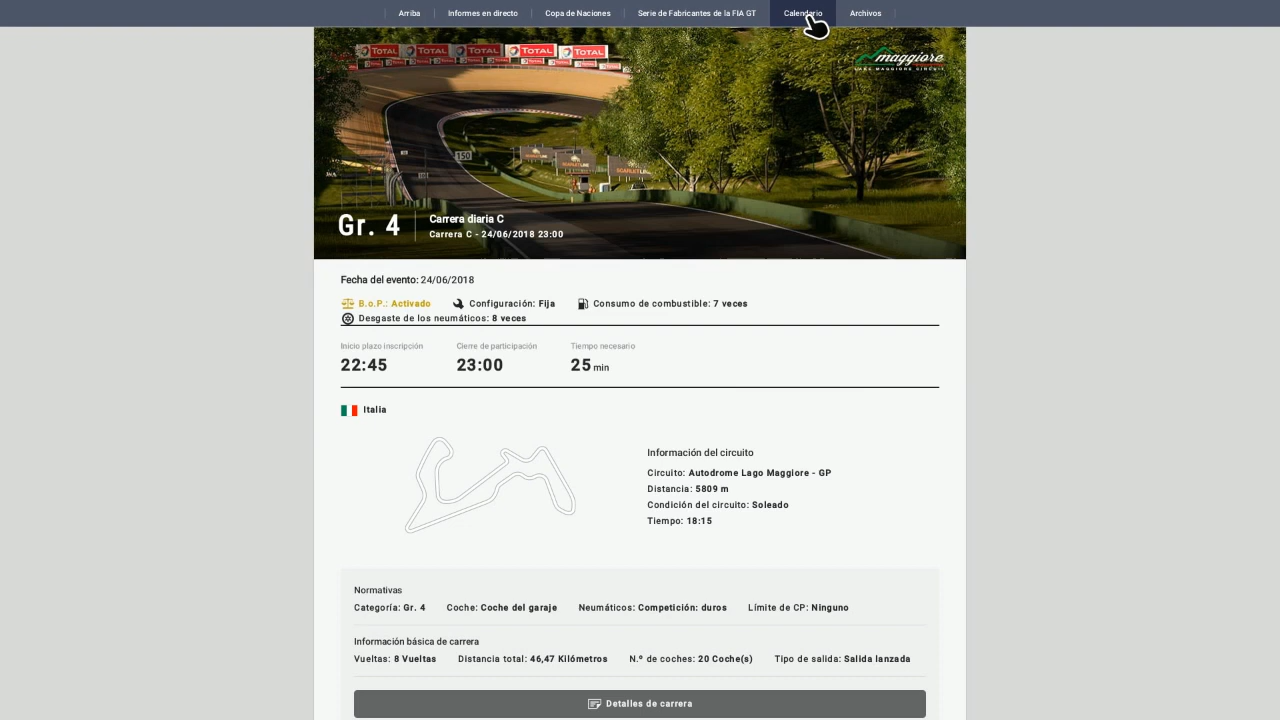 Arriba Informes en directo Copa de Naciones Serie de Fabricantes de la FIA GT Calendario Archivos
TOTAL TOTAL TOTAL TOTAL TOTAL
maggiore
LAKE MAGGIORE CIRCUIT
150
Gr. 4
Carrera diaria C
Carrera C - 24/06/2018 23:00
Fecha del evento: 24/06/2018
B.o.P.: Activado Configuración: Fija Consumo de combustible: 7 veces
Desgaste de los neumáticos: 8 veces
Inicio plazo inscripción Cierre de participación Tiempo necesario
22:45 23:00 25 min
Italia
Información del circuito
Circuito: Autodrome Lago Maggiore - GP
Distancia: 5809 m
Condición del circuito: Soleado
Tiempo: 18:15
Normativas
Categoría: Gr. 4 Coche: Coche del garaje Neumáticos: Competición: duros Límite de CP: Ninguno
Información básica de carrera
Vueltas: 8 Vueltas Distancia total: 46,47 Kilómetros N.º de coches: 20 Coche(s) Tipo de salida: Salida lanzada
Detalles de carrera